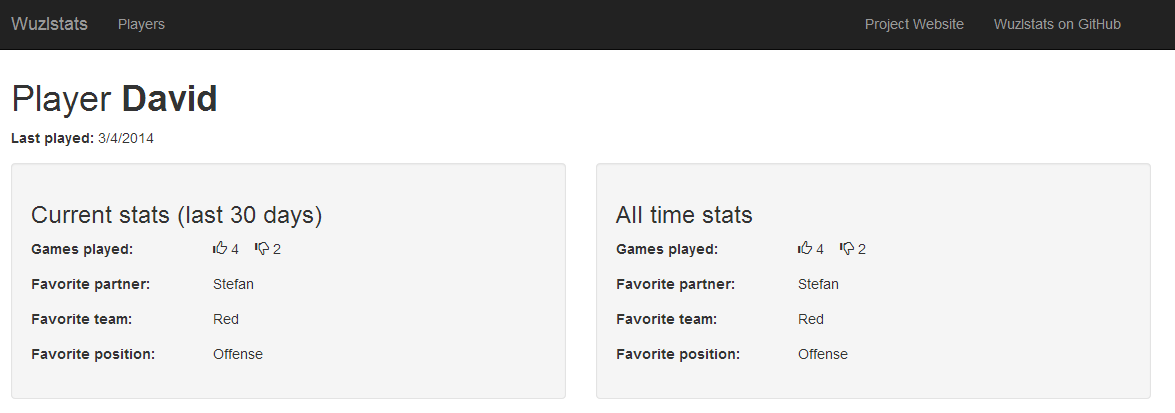 Wuzlstats Players Project Website Wuzlstats on GitHub
Player David
Last played: 3/4/2014
Current stats (last 30 days)
Games played: 4 2
Favorite partner: Stefan
Favorite team: Red
Favorite position: Offense
All time stats
Games played: 4 2
Favorite partner: Stefan
Favorite team: Red
Favorite position: Offense